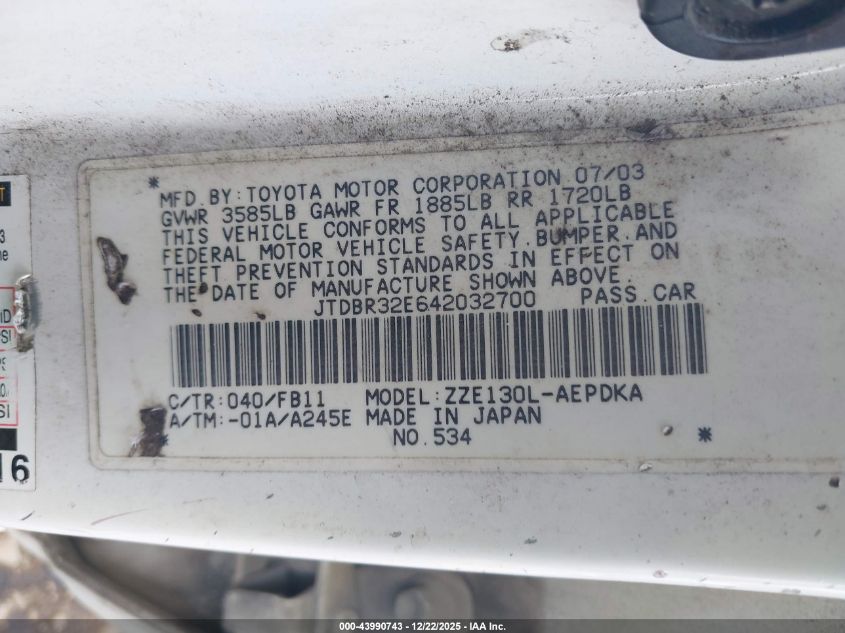 MFD. BY: TOYOTA MOTOR CORPORATION 07/03
GVWR 3585LB GAWR FR 1885LB RR 1720LB
THIS VEHICLE CONFORMS TO ALL APPLICABLE
FEDERAL MOTOR VEHICLE SAFETY, BUMPER, AND
THEFT PREVENTION STANDARDS IN EFFECT ON
THE DATE OF MANUFACTURE SHOWN ABOVE.
JTDBR32E642032700 PASS. CAR
C/TR: 040/FB11 MODEL: ZZE130L-AEPDKA
A/TM: -01A/A245E MADE IN JAPAN
NO. 534
16
000-43990743 • 12/22/2025 • IAA Inc.